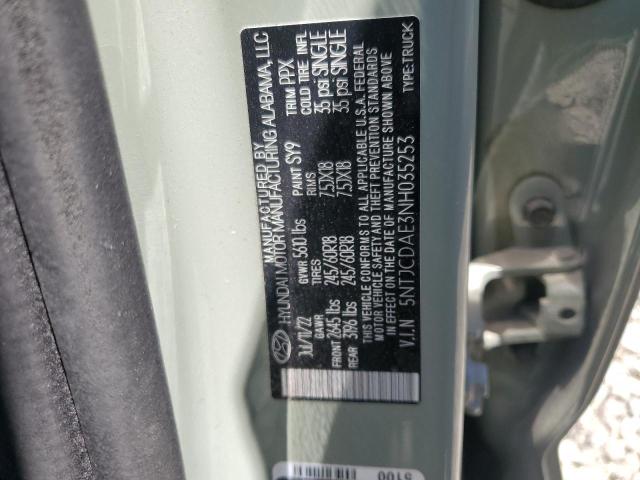 MANUFACTURED BY
HYUNDAI MOTOR MANUFACTURING ALABAMA, LLC
JUL/11/22 GVWR 5610 lbs PAINT SY9 TRIM PPX
GAWR TIRES RIMS COLD TIRE INFL
FRONT 2645 lbs 245/60R18 7.5JX18 35 psi SINGLE
REAR 3196 lbs 245/60R18 7.5JX18 35 psi SINGLE
THIS VEHICLE CONFORMS TO ALL APPLICABLE U.S.A. FEDERAL
MOTOR VEHICLE SAFETY AND THEFT PREVENTION STANDARDS
IN EFFECT ON THE DATE OF MANUFACTURE SHOWN ABOVE
V.I.N 5NTJCDAE3NH035253 TYPE:TRUCK
5100